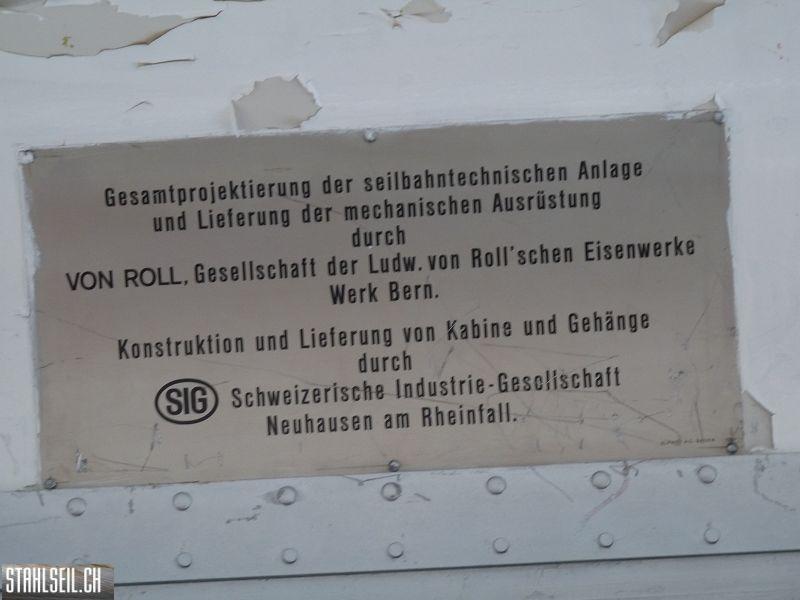 Gesamtprojektierung der seilbahntechnischen Anlage
und Lieferung der mechanischen Ausrüstung
durch
VON ROLL, Gesellschaft der Ludw. von Roll'schen Eisenwerke
Werk Bern.
Konstruktion und Lieferung von Kabine und Gehänge
durch
SIG Schweizerische Industrie-Gesellschaft
Neuhausen am Rheinfall.
STAHLSEIL.CH